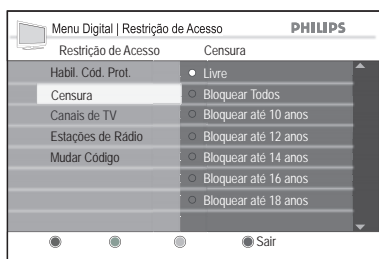 Menu Digital | Restrição de Acesso PHILIPS
Restrição de Acesso Censura
Habil. Cód. Prot. Livre
Censura Bloquear Todos
Canais de TV Bloquear até 10 anos
Estações de Rádio Bloquear até 12 anos
Mudar Código Bloquear até 14 anos
Bloquear até 16 anos
Bloquear até 18 anos
Sair